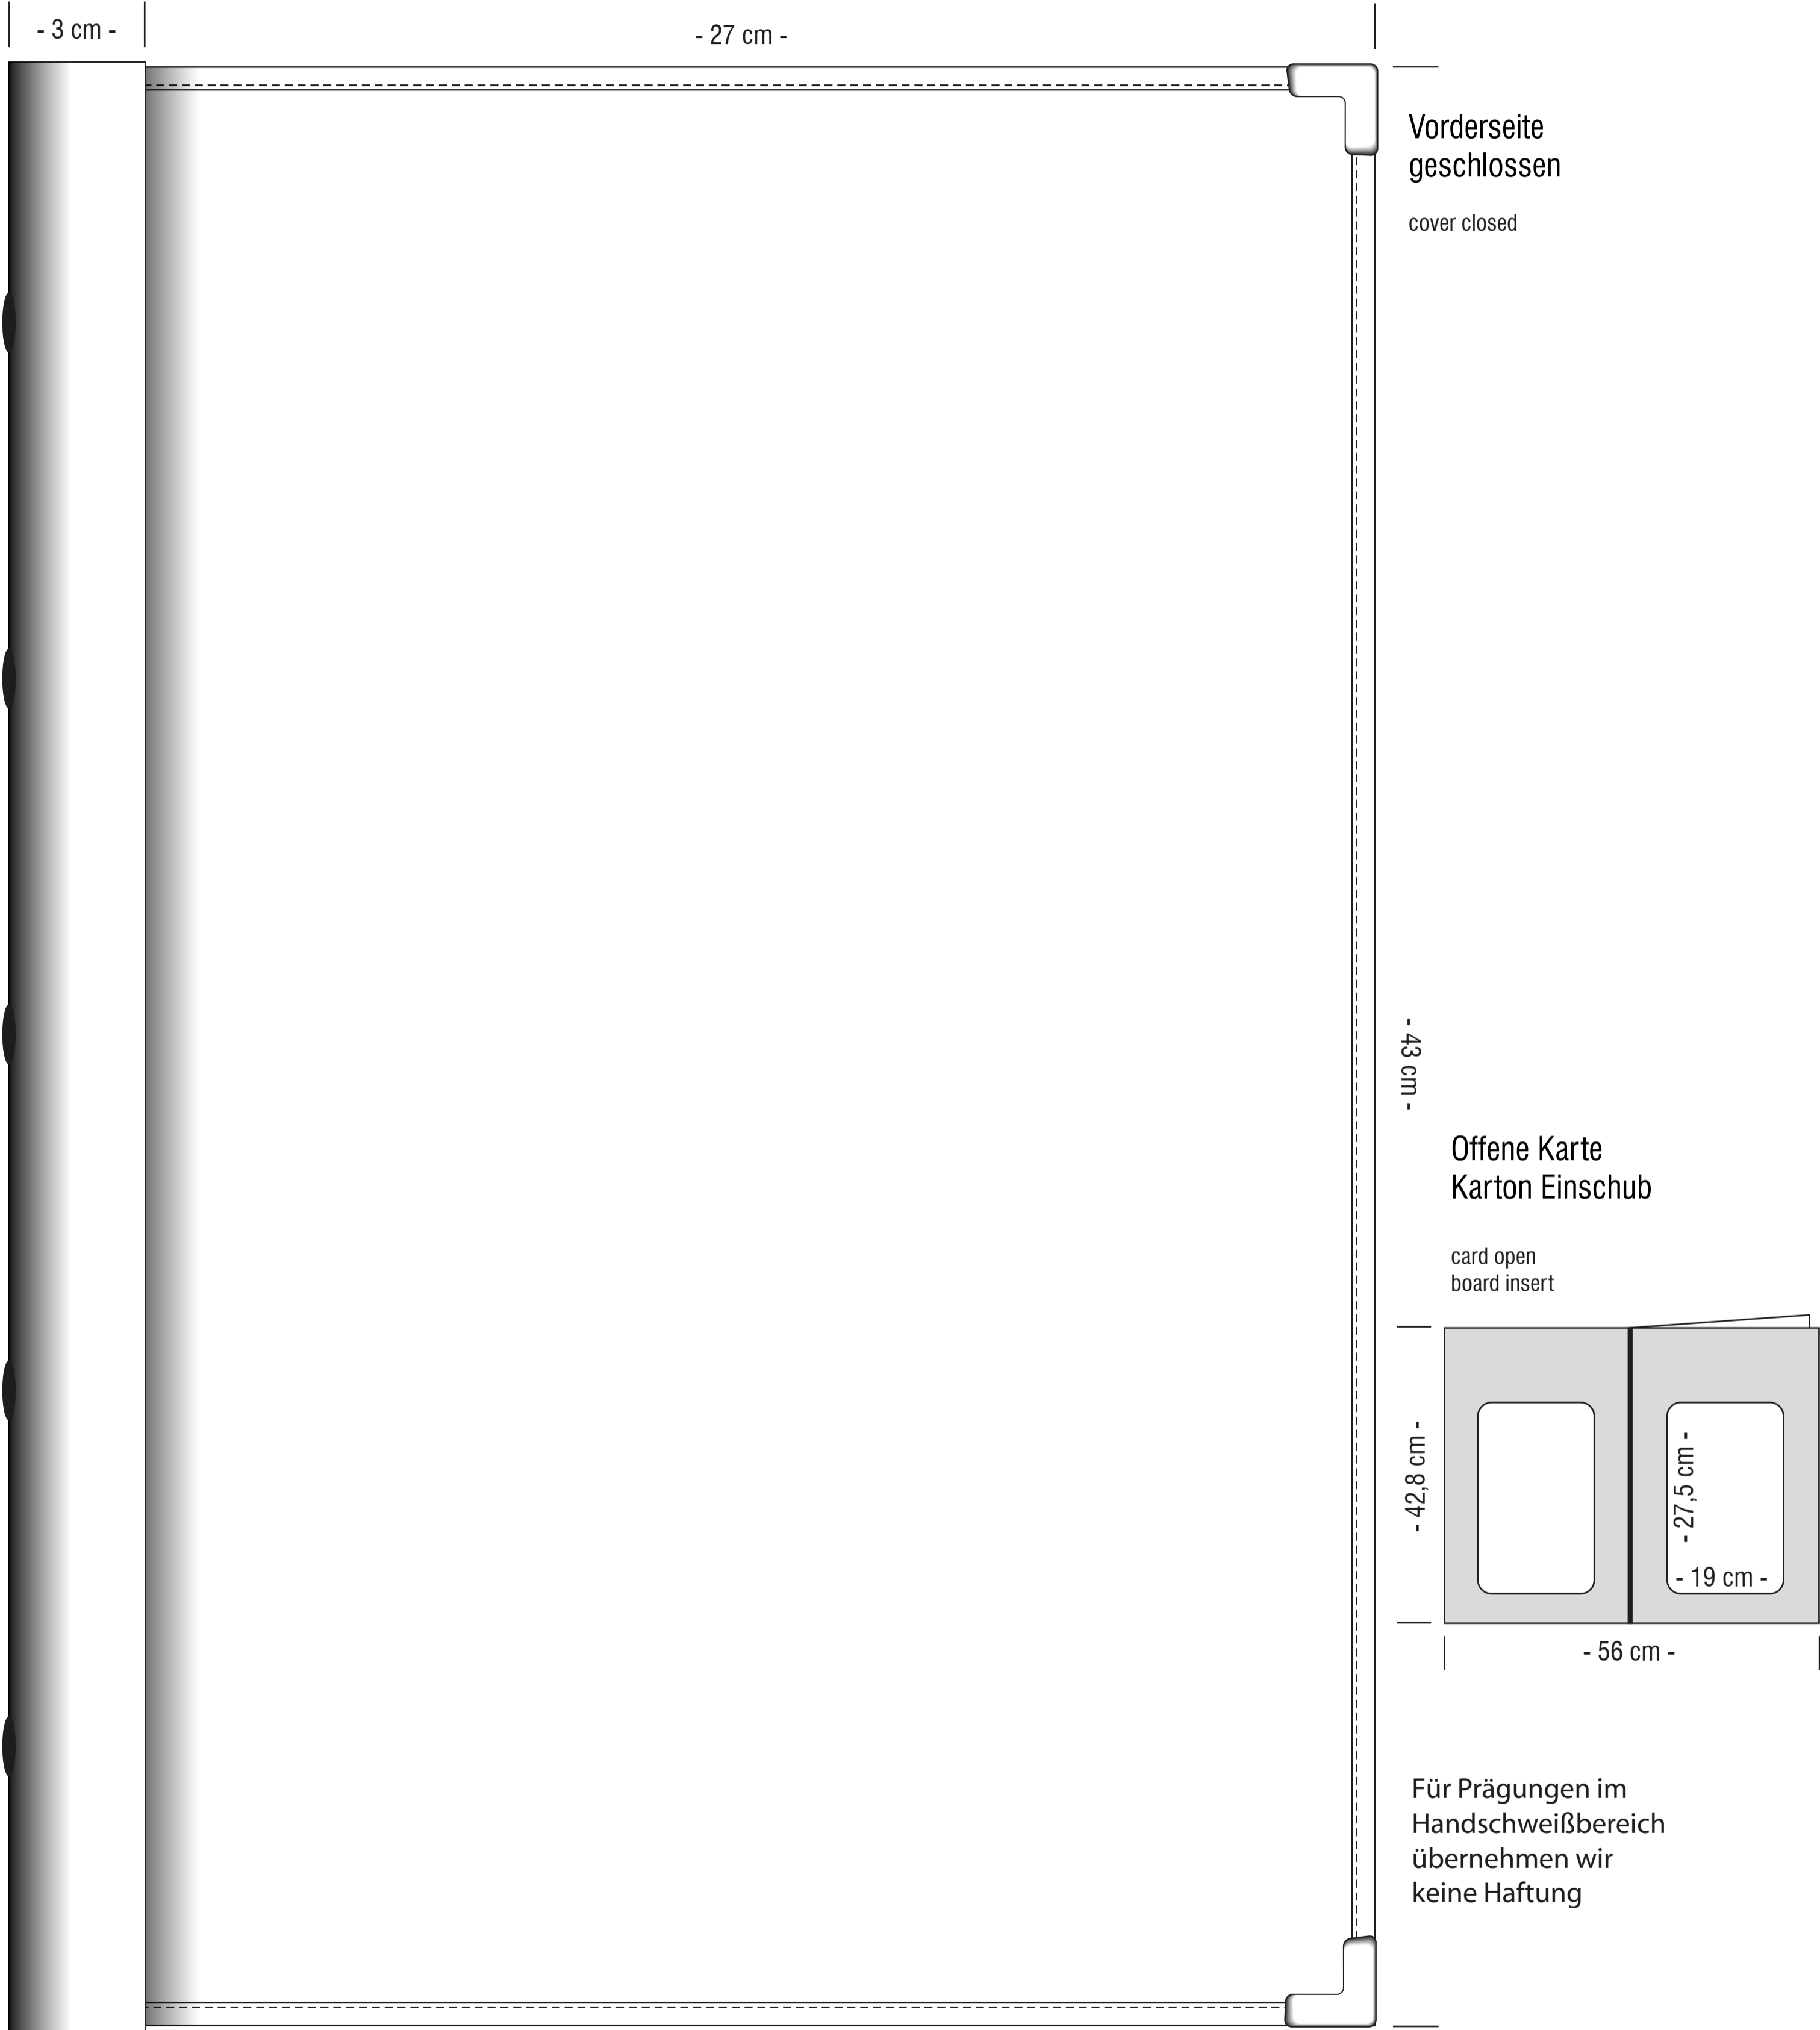 - 3 cm -
- 27 cm -
Vorderseite
geschlossen
cover closed
- 43 cm -
Offene Karte
Karton Einschub
card open
board insert
- 42,8 cm -
- 27,5 cm -
- 19 cm -
- 56 cm -
Für Prägungen im
Handschweißbereich
übernehmen wir
keine Haftung